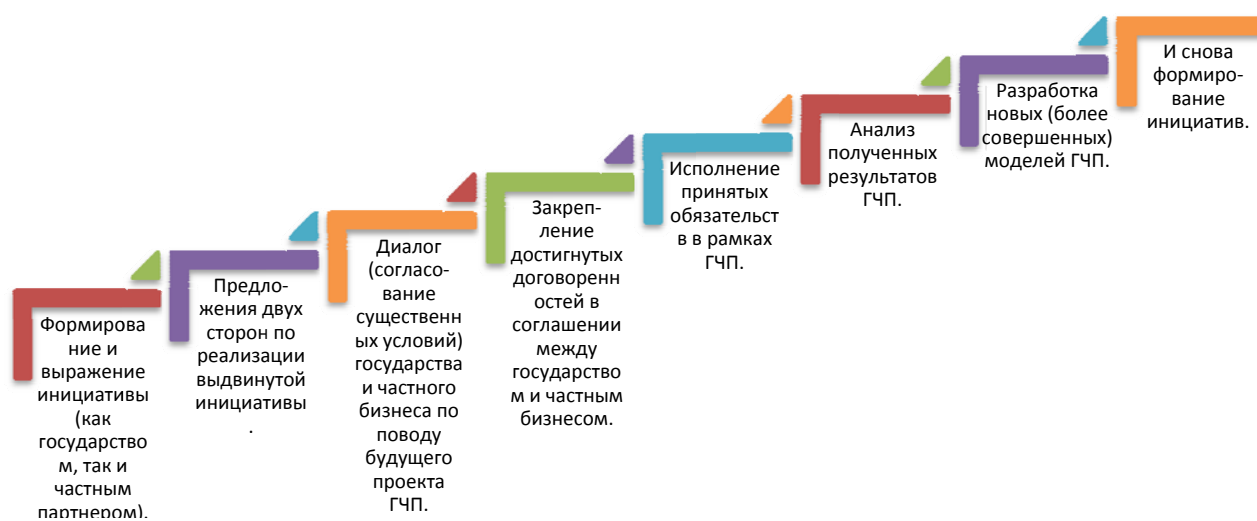 Формирова
ние и
выражение
инициативы
(как
государство
м, так и
частным
партнером).
Предло-
жения двух
сторон по
реализации
выдвинутой
инициативы
.
Диалог
(согласо-
вание
существенн
ых условий)
государства
и частного
бизнеса по
поводу
будущего
проекта
ГЧП.
Закреп-
ление
достигнутых
договоренн
остей в
соглашении
между
государство
м и частным
бизнесом.
Исполнение
принятых
обязательст
в в рамках
ГЧП.
Анализ
полученных
результатов
ГЧП.
Разработка
новых (более
совершенных)
моделей ГЧП.
И снова
формиро-
вание
инициатив.